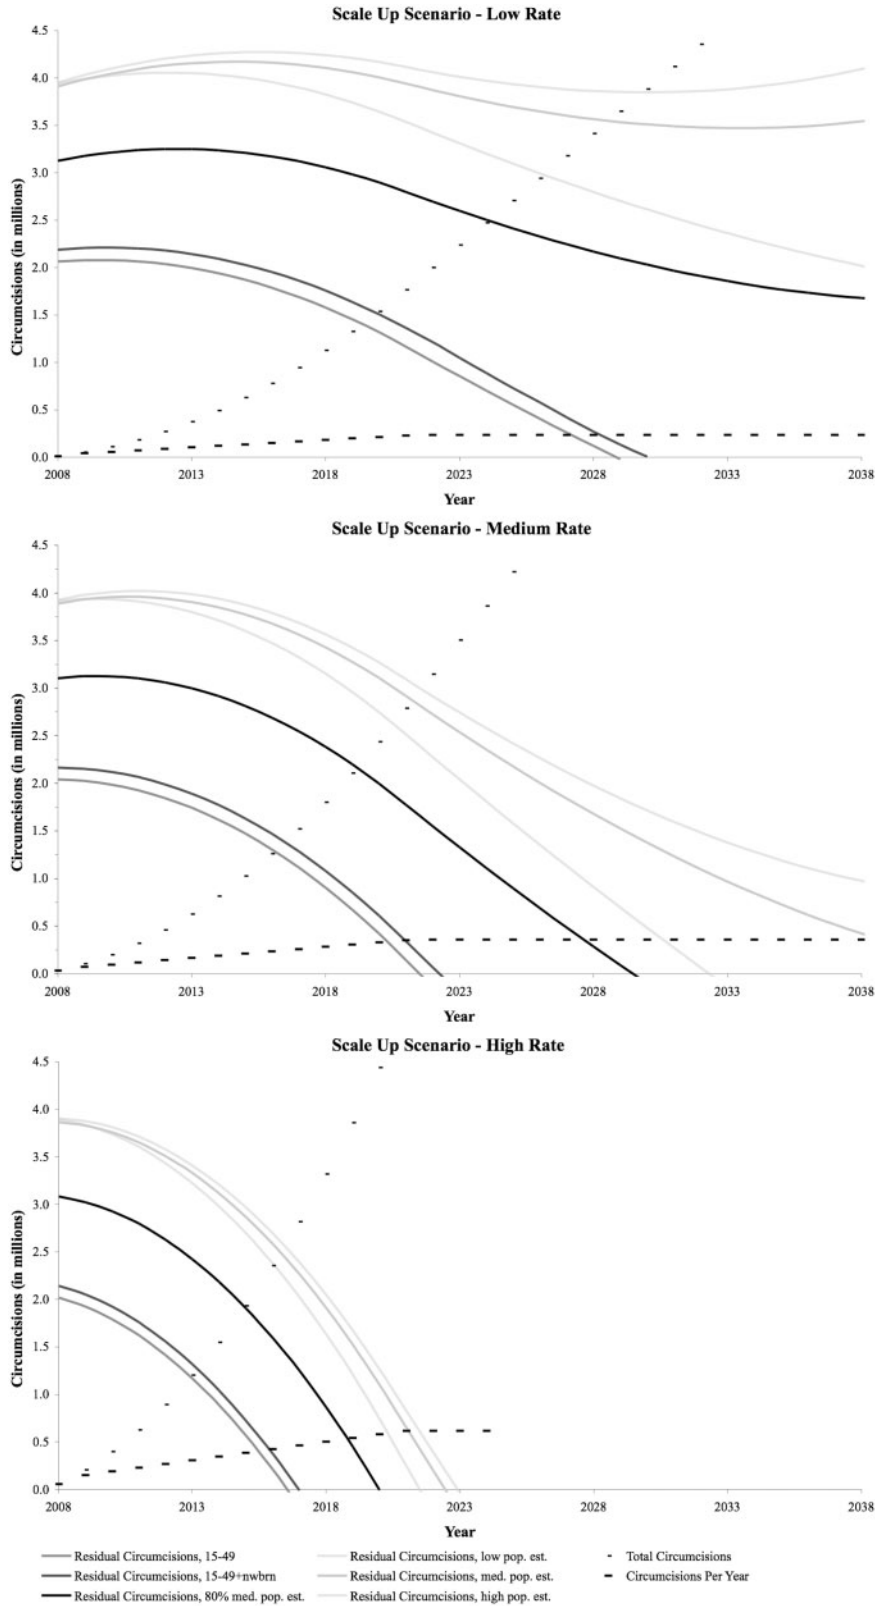 Scale Up Scenario - Low Rate
4.5
4.0
3.5
3.0
2.5
2.0
1.5
1.0
0.5
0.0
Circumcisions (in millions)
2008 2013 2018 2023 2028 2033 2038
Year
Scale Up Scenario - Medium Rate
4.5
4.0
3.5
3.0
2.5
2.0
1.5
1.0
0.5
0.0
Circumcisions (in millions)
2008 2013 2018 2023 2028 2033 2038
Year
Scale Up Scenario - High Rate
4.5
4.0
3.5
3.0
2.5
2.0
1.5
1.0
0.5
0.0
Circumcisions (in millions)
2008 2013 2018 2023 2028 2033 2038
Year
Residual Circumcisions, 15-49 Residual Circumcisions, low pop. est. Total Circumcisions
Residual Circumcisions, 15-49+nwbrn Residual Circumcisions, med. pop. est. Circumcisions Per Year
Residual Circumcisions, 80% med. pop. est. Residual Circumcisions, high pop. est.